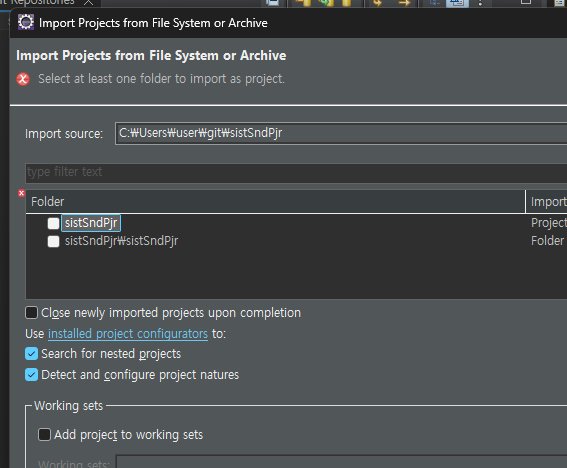 t Repositories
Import Projects from File System or Archive
Import Projects from File System or Archive
Select at least one folder to import as project.
Import source: C:₩Users₩user₩git₩sistSndPjr
type filter text
Folder Import
sistSndPjr Project
sistSndPjr₩sistSndPjr Folder
Close newly imported projects upon completion
Use installed project configurators to:
Search for nested projects
Detect and configure project natures
Working sets
Add project to working sets
Working sets: